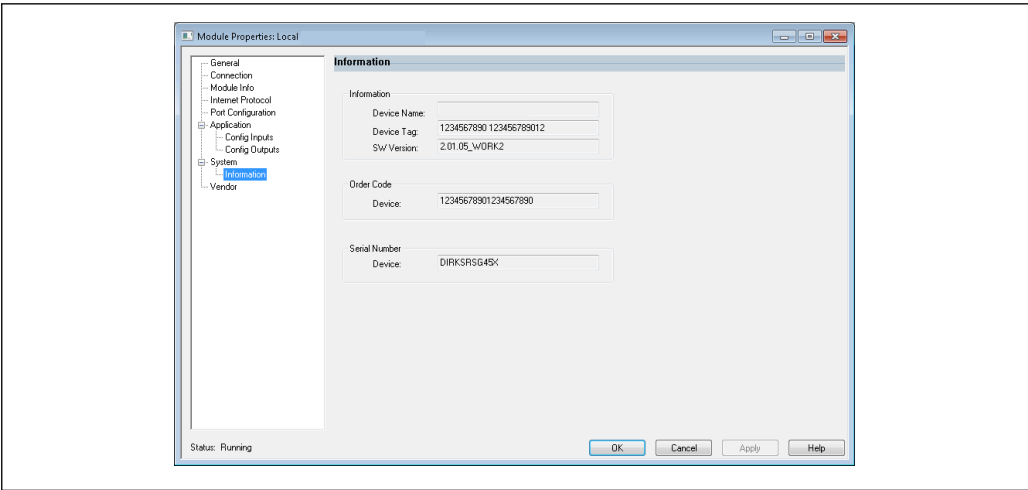 Module Properties: Local
General
Connection
Module Info
Internet Protocol
Port Configuration
Application
Config Inputs
Config Outputs
System
Information
Vendor
Information
Information
Device Name:
Device Tag: 1234567890 123456789012
SW Version: 2.01.05_WORK2
Order Code
Device: 12345678901234567890
Serial Number
Device: DIRKSRSG45X
Status: Running
OK Cancel Apply Help